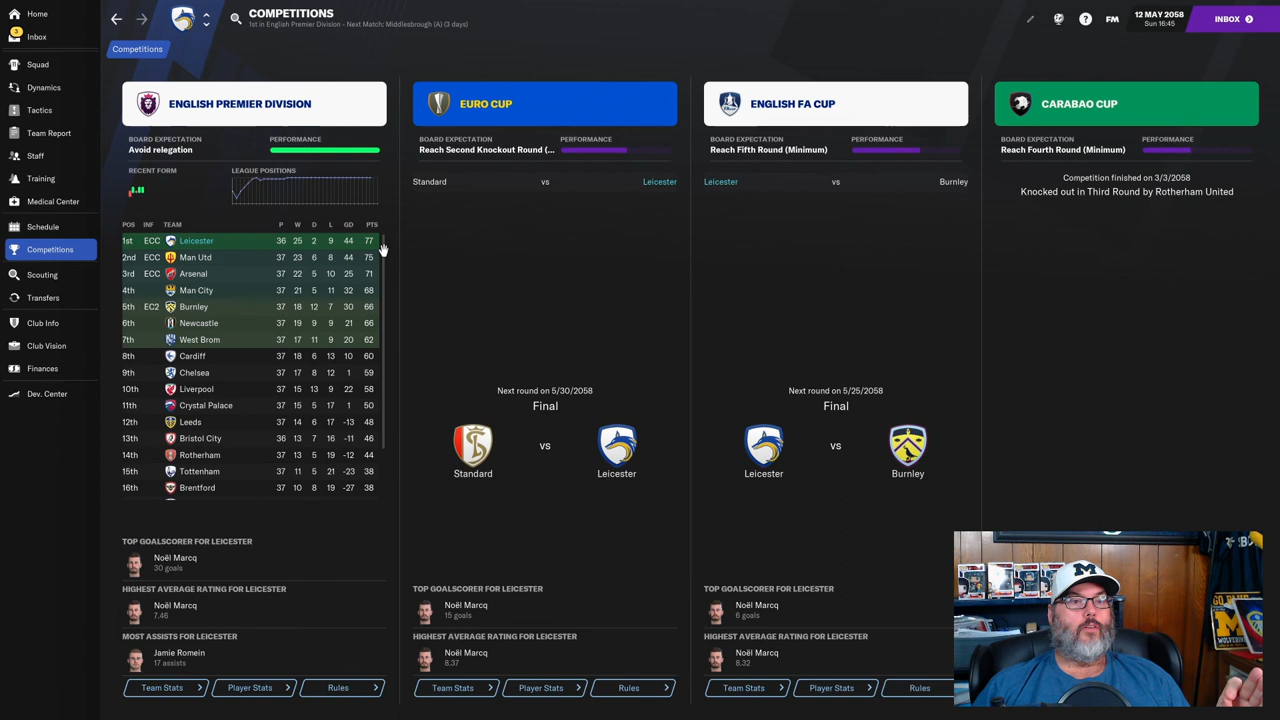 Home
3
Inbox
Squad
Dynamics
Tactics
Team Report
Staff
Training
Medical Center
Schedule
Competitions
Scouting
Transfers
Club Info
Club Vision
Finances
Dev. Center
COMPETITIONS
1st in English Premier Division - Next Match: Middlesbrough (A) (3 days)
FM
12 MAY 2058
Sun 16:45
INBOX
Competitions
ENGLISH PREMIER DIVISION
BOARD EXPECTATION PERFORMANCE
Avoid relegation
RECENT FORM LEAGUE POSITIONS
POS INF TEAM P W D L GD PTS
1st ECC Leicester 36 25 2 9 44 77
2nd ECC Man Utd 37 23 6 8 44 75
3rd ECC Arsenal 37 22 5 10 25 71
4th Man City 37 21 5 11 32 68
5th EC2 Burnley 37 18 12 7 30 66
6th Newcastle 37 19 9 9 21 66
7th West Brom 37 17 11 9 20 62
8th Cardiff 37 18 6 13 10 60
9th Chelsea 37 17 8 12 1 59
10th Liverpool 37 15 13 9 22 58
11th Crystal Palace 37 15 5 17 1 50
12th Leeds 37 14 6 17 -13 48
13th Bristol City 36 13 7 16 -11 46
14th Rotherham 37 13 5 19 -12 44
15th Tottenham 37 11 5 21 -23 38
16th Brentford 37 10 8 19 -27 38
TOP GOALSCORER FOR LEICESTER
Noël Marcq
30 goals
HIGHEST AVERAGE RATING FOR LEICESTER
Noël Marcq
7.46
MOST ASSISTS FOR LEICESTER
Jamie Romein
17 assists
Team Stats Player Stats Rules
EURO CUP
BOARD EXPECTATION PERFORMANCE
Reach Second Knockout Round (...
Standard vs Leicester
Next round on 5/30/2058
Final
vs
Standard Leicester
TOP GOALSCORER FOR LEICESTER
Noël Marcq
15 goals
HIGHEST AVERAGE RATING FOR LEICESTER
Noël Marcq
8.37
Team Stats Player Stats Rules
ENGLISH FA CUP
BOARD EXPECTATION PERFORMANCE
Reach Fifth Round (Minimum)
Leicester vs Burnley
Next round on 5/25/2058
Final
vs
Leicester Burnley
TOP GOALSCORER FOR LEICESTER
Noël Marcq
6 goals
HIGHEST AVERAGE RATING FOR LEICESTER
Noël Marcq
8.32
Team Stats Player Stats Rules
CARABAO CUP
BOARD EXPECTATION PERFORMANCE
Reach Fourth Round (Minimum)
Competition finished on 3/3/2058
Knocked out in Third Round by Rotherham United
M